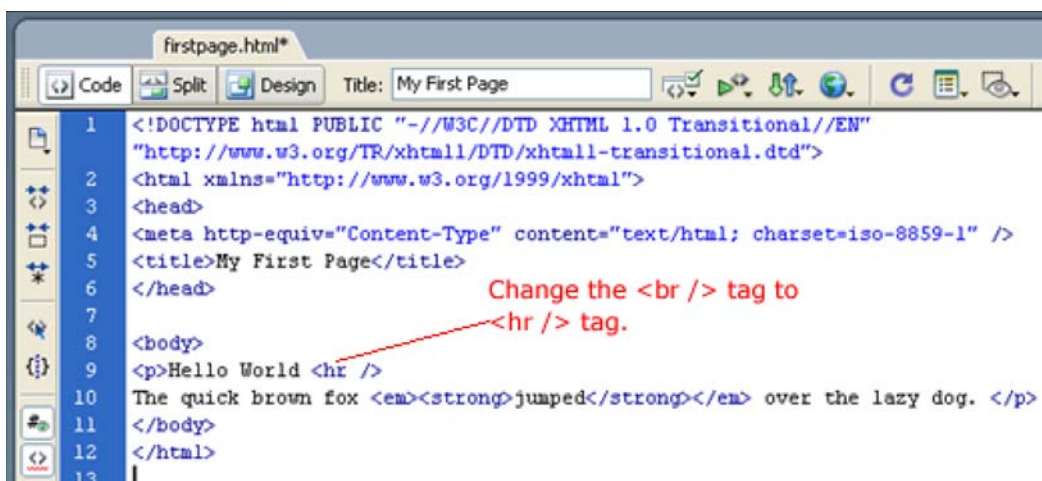 firstpage.html*
Code Split Design Title: My First Page
1 <!DOCTYPE html PUBLIC "-//W3C//DTD XHTML 1.0 Transitional//EN"
"http://www.w3.org/TR/xhtml1/DTD/xhtml1-transitional.dtd">
2 <html xmlns="http://www.w3.org/1999/xhtml">
3 <head>
4 <meta http-equiv="Content-Type" content="text/html; charset=iso-8859-1" />
5 <title>My First Page</title>
6 </head>
Change the <br /> tag to
<hr /> tag.
7
8 <body>
9 <p>Hello World <hr />
10 The quick brown fox <em><strong>jumped</strong></em> over the lazy dog. </p>
11 </body>
12 </html>
13